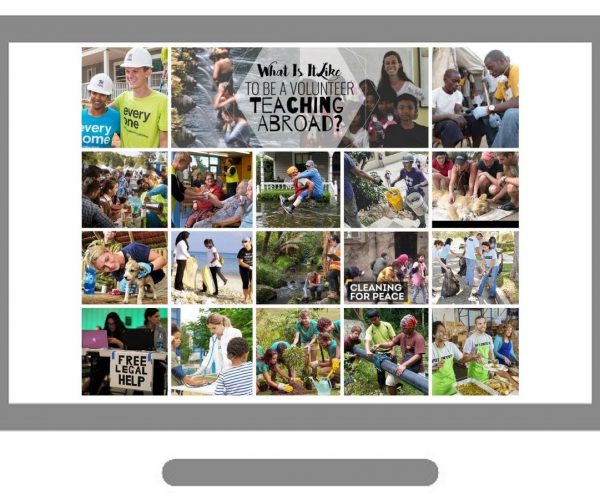 What Is It Like
TO BE A VOLUNTEER
TEACHING
ABROAD?
every
one
every
ome
CLEANING
FOR PEACE
FREE
LEGAL
HELP